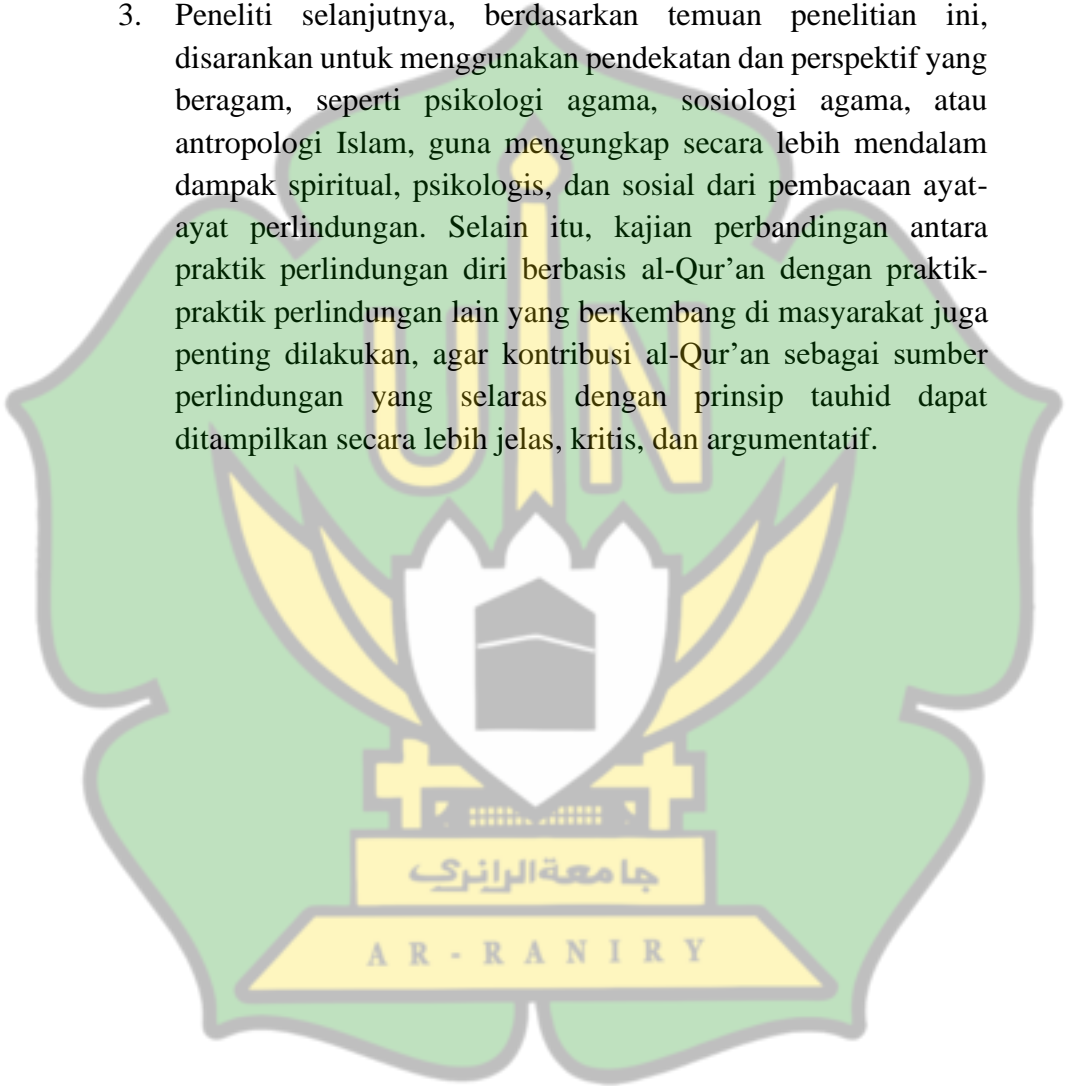 3. Peneliti selanjutnya, berdasarkan temuan penelitian ini,
disarankan untuk menggunakan pendekatan dan perspektif yang
beragam, seperti psikologi agama, sosiologi agama, atau
antropologi Islam, guna mengungkap secara lebih mendalam
dampak spiritual, psikologis, dan sosial dari pembacaan ayat-
ayat perlindungan. Selain itu, kajian perbandingan antara
praktik perlindungan diri berbasis al-Qur’an dengan praktik-
praktik perlindungan lain yang berkembang di masyarakat juga
penting dilakukan, agar kontribusi al-Qur’an sebagai sumber
perlindungan yang selaras dengan prinsip tauhid dapat
ditampilkan secara lebih jelas, kritis, dan argumentatif.
UIN
جامعة الرانري
AR-RANIRY